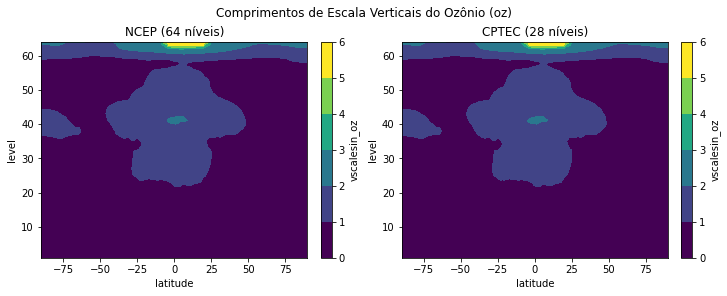 Comprimentos de Escala Verticais do Ozônio (oz)
NCEP (64 níveis)
60
50
40
30
20
10
level
−75 −50 −25 0 25 50 75
latitude
6
5
4
3
2
1
0
vscalesin_oz
CPTEC (28 níveis)
60
50
40
30
20
10
level
−75 −50 −25 0 25 50 75
latitude
6
5
4
3
2
1
0
vscalesin_oz